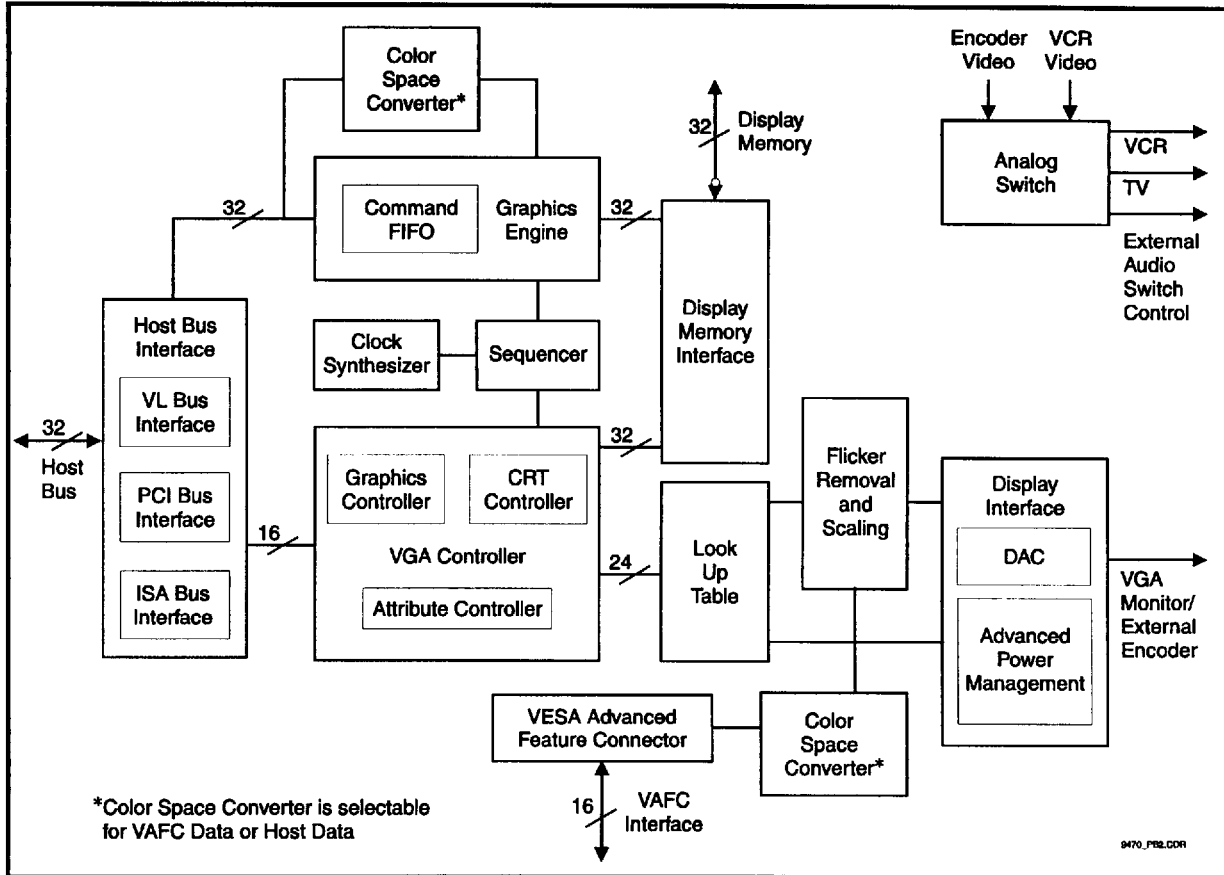 Color
Space
Converter*
Encoder
Video
VCR
Video
32
Display
Memory
Analog
Switch
VCR
TV
External
Audio
Switch
Control
32
Command
FIFO
Graphics
Engine
32
Host Bus
Interface
VL Bus
Interface
PCI Bus
Interface
ISA Bus
Interface
32
Host
Bus
Clock
Synthesizer
Sequencer
Display
Memory
Interface
32
Graphics
Controller
CRT
Controller
16
VGA Controller
24
Attribute Controller
Look
Up
Table
Flicker
Removal
and
Scaling
Display
Interface
DAC
Advanced
Power
Management
VGA
Monitor/
External
Encoder
VESA Advanced
Feature Connector
Color
Space
Converter*
16
VAFC
Interface
*Color Space Converter is selectable
for VAFC Data or Host Data
9470_PB2.CDR